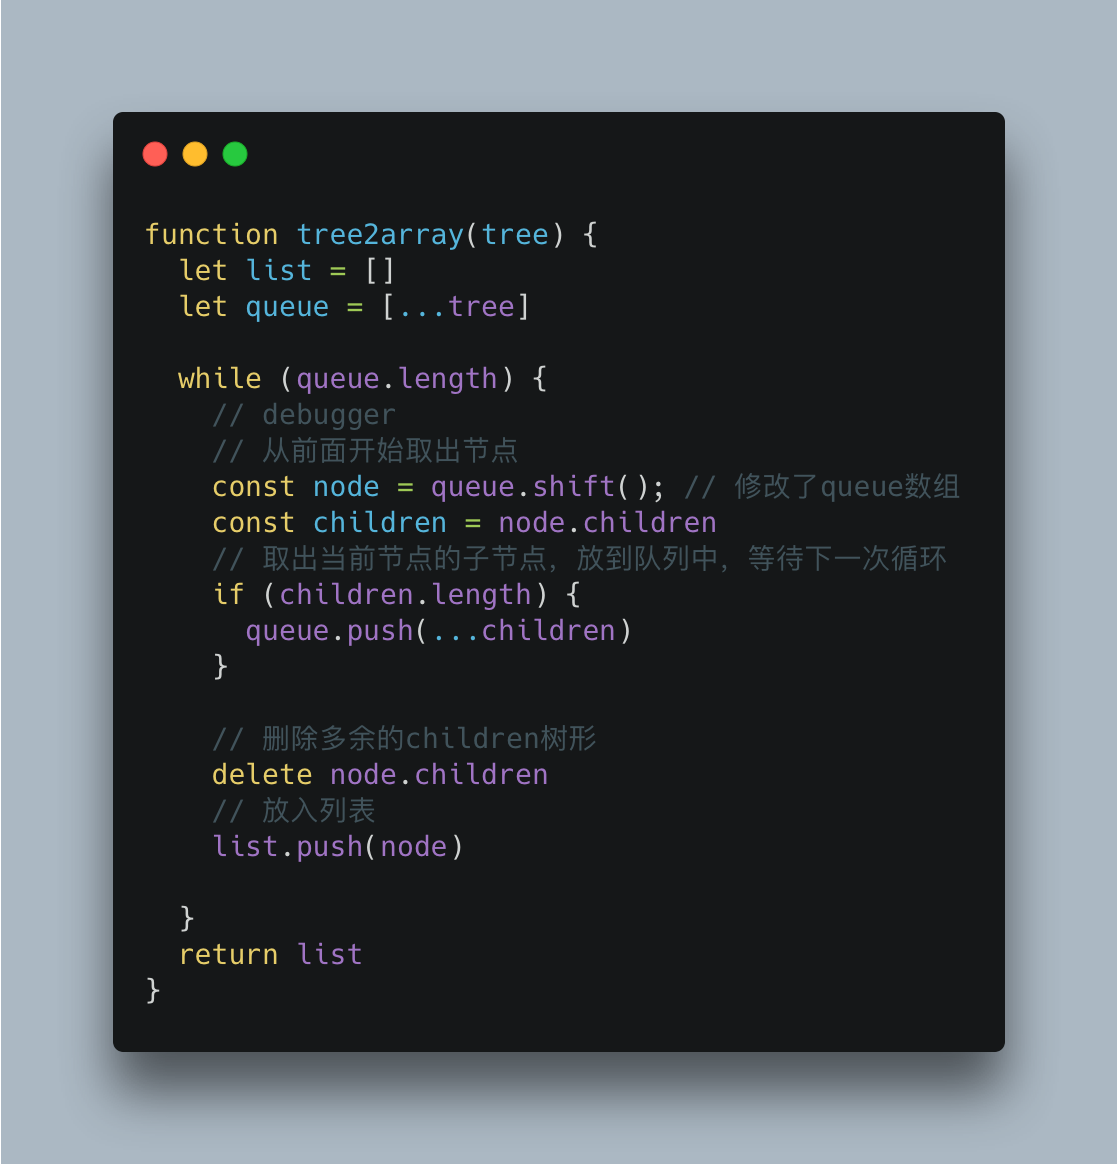 function tree2array(tree) {
  let list = []
  let queue = [...tree]

  while (queue.length) {
    // debugger
    // 从前面开始取出节点
    const node = queue.shift(); // 修改了queue数组
    const children = node.children
    // 取出当前节点的子节点，放到队列中，等待下一次循环
    if (children.length) {
      queue.push(...children)
    }

    // 删除多余的children树形
    delete node.children
    // 放入列表
    list.push(node)

  }
  return list
}